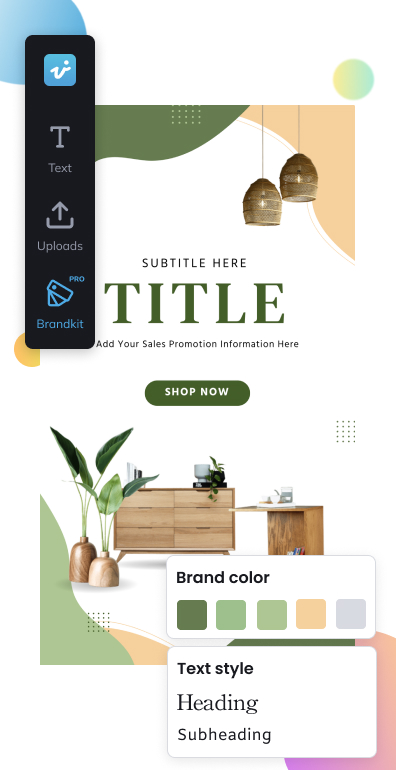 Text
Uploads
PRO
Brandkit
SUBTITLE HERE
TITLE
Add Your Sales Promotion Information Here
SHOP NOW
Brand color
Text style
Heading
Subheading